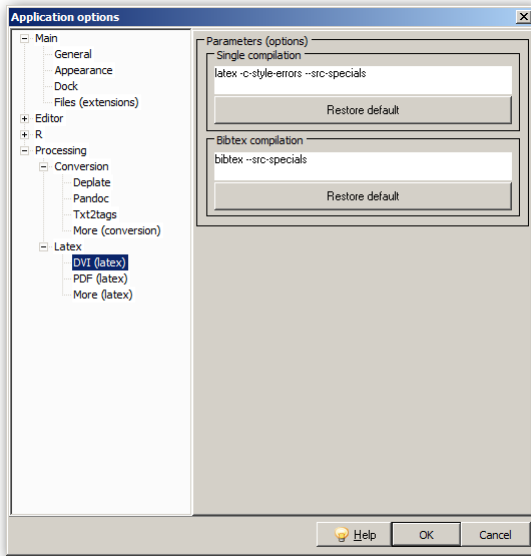 Application options
Main
General
Appearance
Dock
Files (extensions)
Editor
R
Processing
Conversion
Deplate
Pandoc
Txt2tags
More (conversion)
Latex
DVI (latex)
PDF (latex)
More (latex)
Parameters (options)
Single compilation
latex -c-style-errors --src-specials
Restore default
Bibtex compilation
bibtex --src-specials
Restore default
Help
OK
Cancel